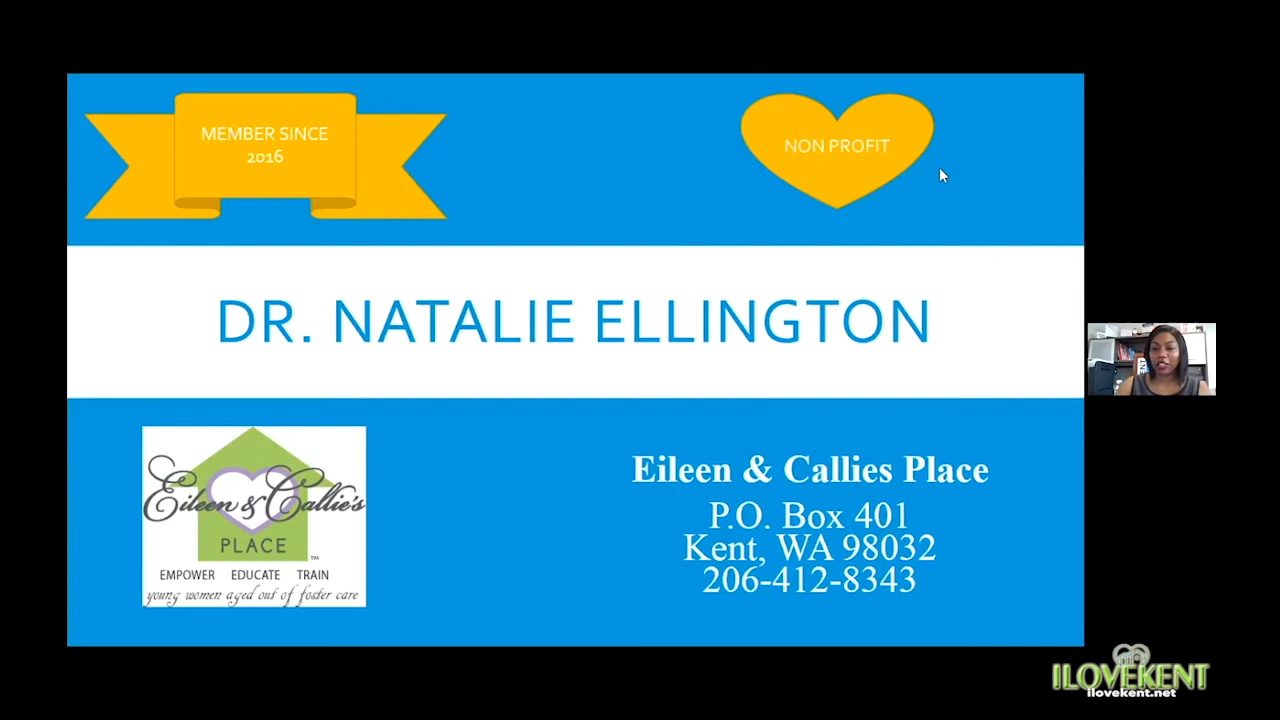 MEMBER SINCE
2016
NON PROFIT
DR. NATALIE ELLINGTON
Eileen & Callie's
PLACE
TM
EMPOWER EDUCATE TRAIN
young women aged out of foster care
Eileen & Callies Place
P.O. Box 401
Kent, WA 98032
206-412-8343
ILOVEKENT
ilovekent.net